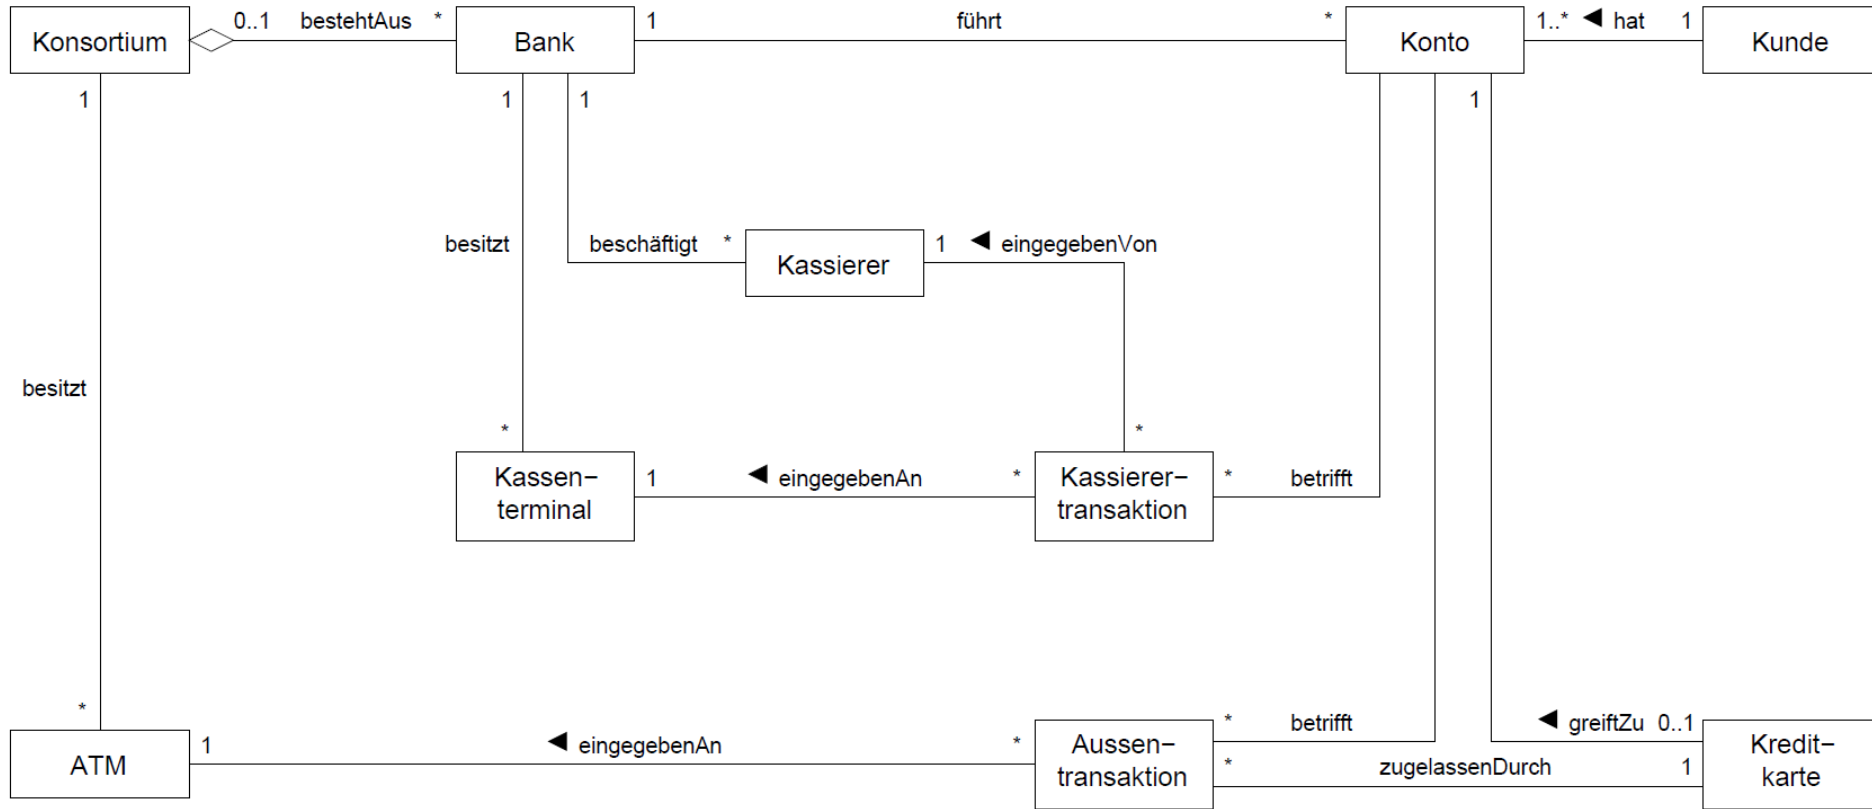 0..1 bestehtAus *
1 führt *
1..* ◄ hat 1
Konsortium
Bank
Konto
Kunde
1
1
1
1
besitzt
beschäftigt *
1 ◄ eingegebenVon
Kassierer
besitzt
*
*
Kassen-
terminal
1 ◄ eingegebenAn *
Kassierer-
transaktion
* betrifft
*
ATM
1 ◄ eingegebenAn *
Aussen-
transaktion
* betrifft
◄ greiftZu 0..1
* zugelassenDurch 1
Kredit-
karte